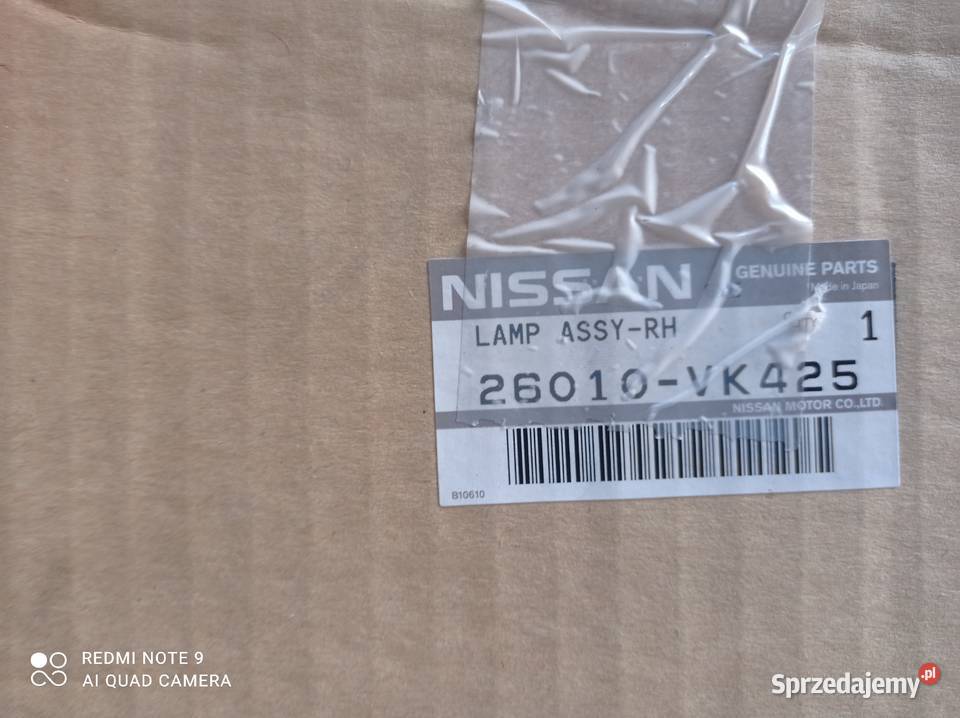 NISSAN GENUINE PARTS
Made in Japan
LAMP ASSY-RH 1
26010-VK425
NISSAN MOTOR CO.,LTD
B10610
REDMI NOTE 9
AI QUAD CAMERA
Sprzedajemy.pl